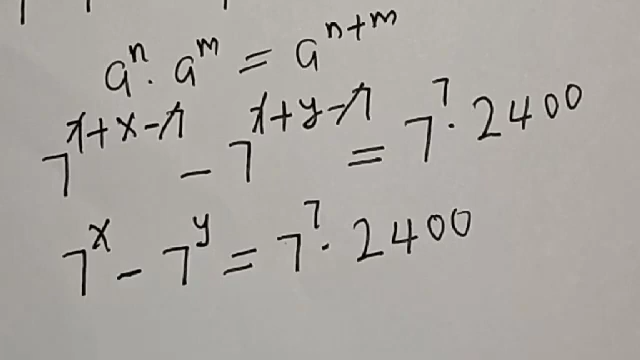 a^n . a^m = a^{n+m}
7^{1+x-1} - 7^{1+y-1} = 7^7 . 2400
7^x - 7^y = 7^7 . 2400